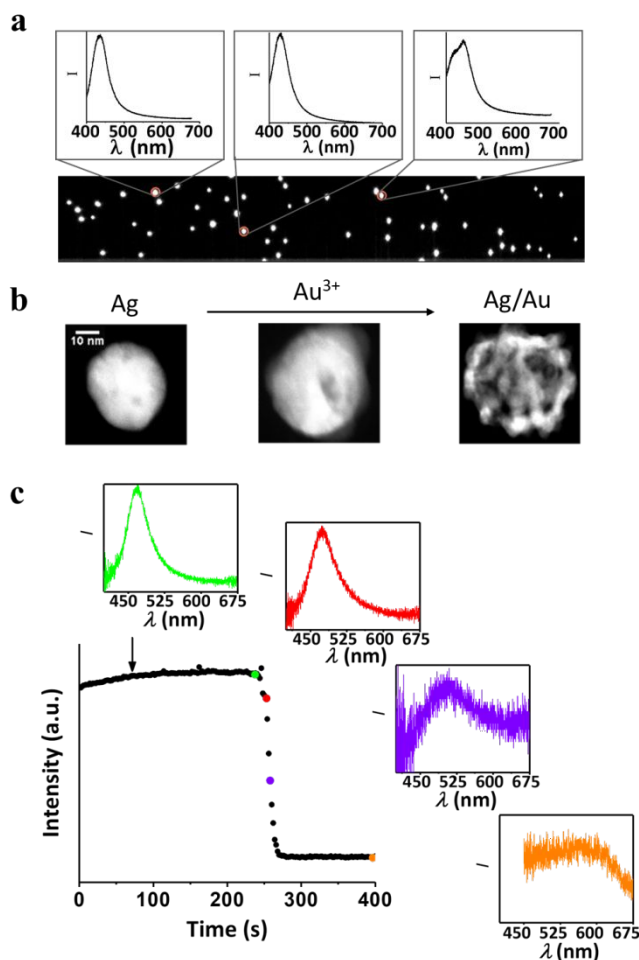 a
I
400 500 600 700
λ (nm)
I
400 500 600 700
λ (nm)
I
400 500 600 700
λ (nm)
b
Ag
Au³⁺
Ag/Au
10 nm
c
I
450 525 600 675
λ (nm)
I
450 525 600 675
λ (nm)
I
450 525 600 675
λ (nm)
I
450 525 600 675
λ (nm)
Intensity (a.u.)
0 100 200 300 400
Time (s)